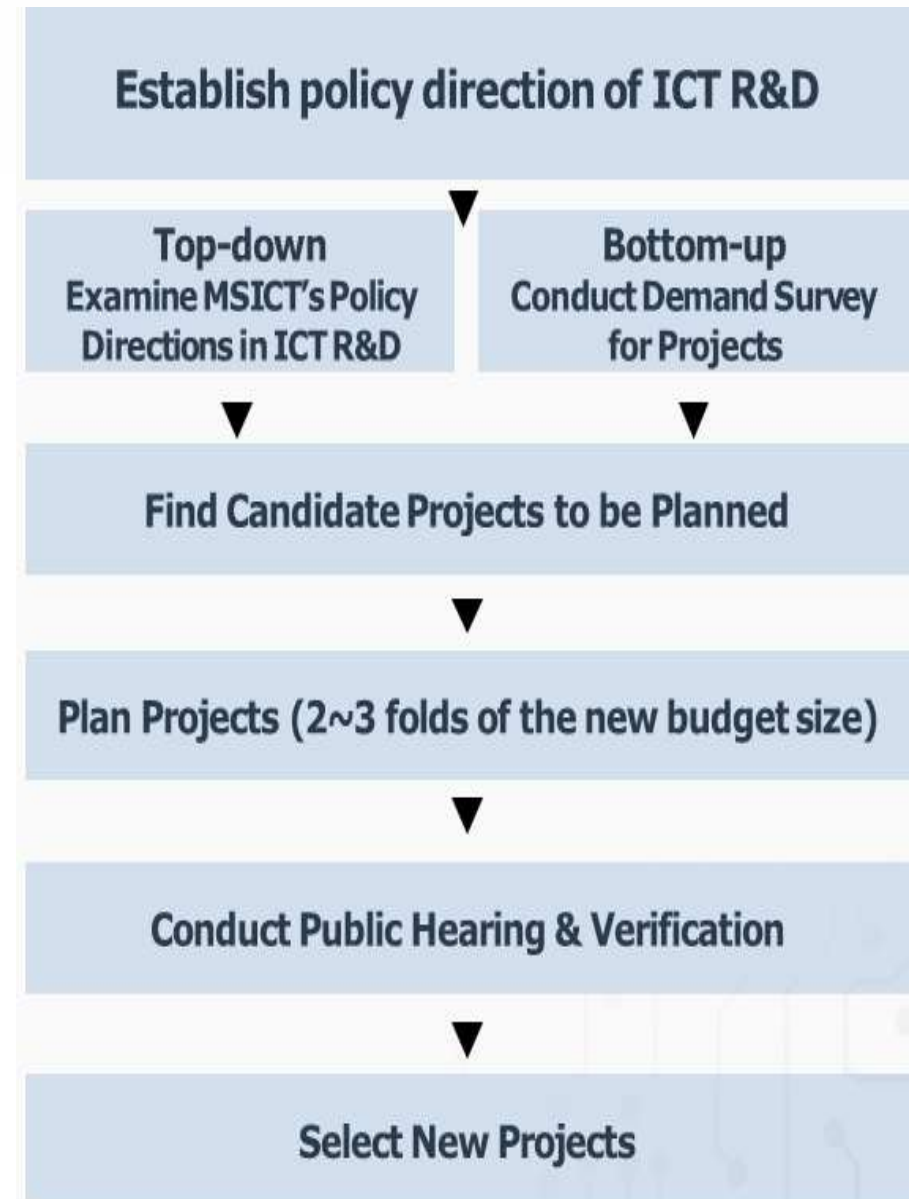 Establish policy direction of ICT R&D
Top-down
Examine MSICT's Policy
Directions in ICT R&D
Bottom-up
Conduct Demand Survey
for Projects
Find Candidate Projects to be Planned
Plan Projects (2~3 folds of the new budget size)
Conduct Public Hearing & Verification
Select New Projects